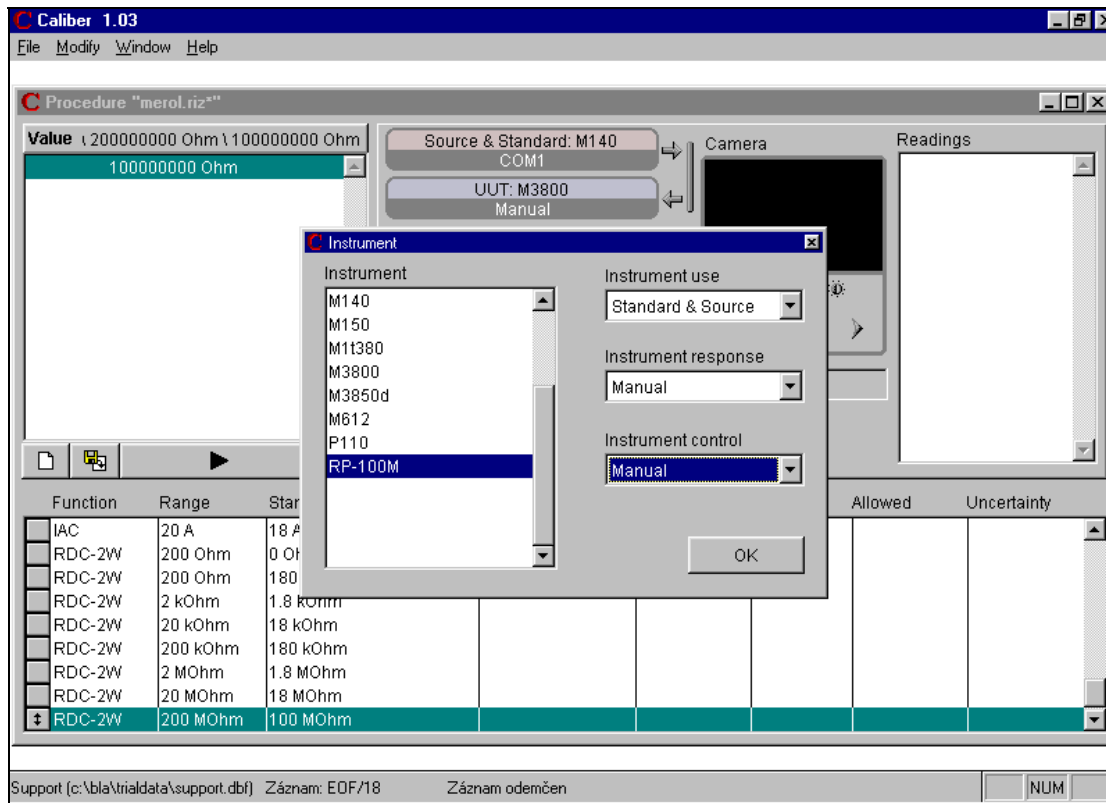 Caliber 1.03
File Modify Window Help
Procedure "merol.riz*"
Value \ 200000000 Ohm \ 100000000 Ohm
100000000 Ohm
Source & Standard: M140
COM1
UUT: M3800
Manual
Camera
Readings
Instrument
Instrument
M140
M150
M1t380
M3800
M3850d
M612
P110
RP-100M
Instrument use
Standard & Source
Instrument response
Manual
Instrument control
Manual
OK
Function Range Allowed Uncertainty
IAC 20 A 18 A
RDC-2W 200 Ohm 0 Oh
RDC-2W 200 Ohm 180
RDC-2W 2 kOhm 1.8 kOhm
RDC-2W 20 kOhm 18 kOhm
RDC-2W 200 kOhm 180 kOhm
RDC-2W 2 MOhm 1.8 MOhm
RDC-2W 20 MOhm 18 MOhm
RDC-2W 200 MOhm 100 MOhm
Support (c:\bla\trialdata\support.dbf) Záznam: EOF/18 Záznam odemčen NUM